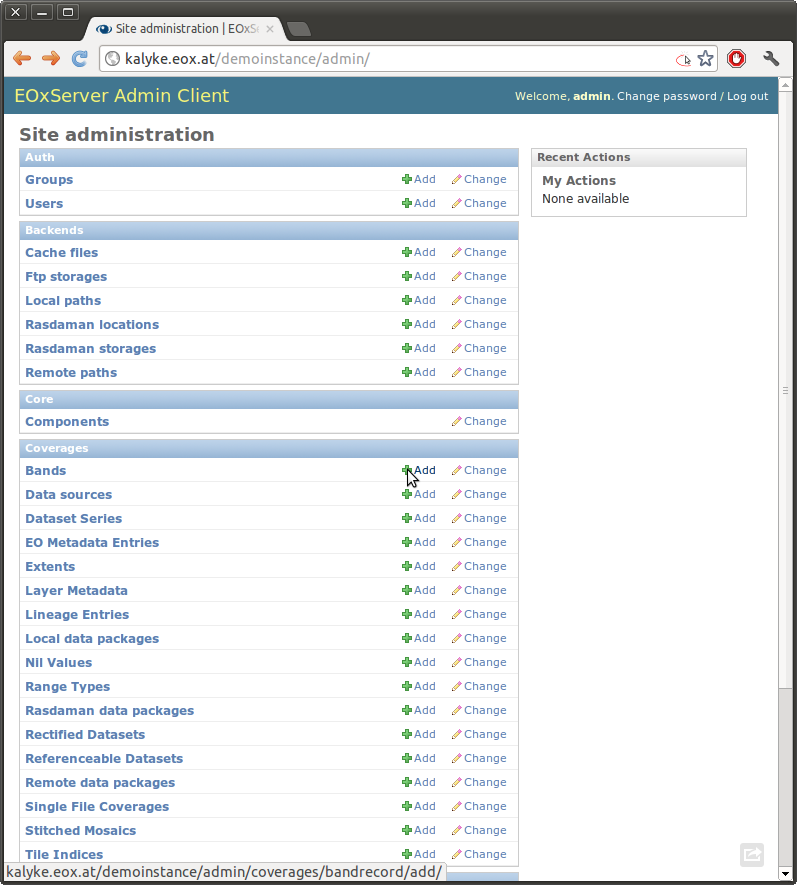 Site administration | EOxSe
kalyke.eox.at/demoinstance/admin/
EOxServer Admin Client
Welcome, admin. Change password / Log out
Site administration
Auth
Groups Add Change
Users Add Change
Backends
Cache files Add Change
Ftp storages Add Change
Local paths Add Change
Rasdaman locations Add Change
Rasdaman storages Add Change
Remote paths Add Change
Core
Components Change
Coverages
Bands Add Change
Data sources Add Change
Dataset Series Add Change
EO Metadata Entries Add Change
Extents Add Change
Layer Metadata Add Change
Lineage Entries Add Change
Local data packages Add Change
Nil Values Add Change
Range Types Add Change
Rasdaman data packages Add Change
Rectified Datasets Add Change
Referenceable Datasets Add Change
Remote data packages Add Change
Single File Coverages Add Change
Stitched Mosaics Add Change
Tile Indices Add Change
Recent Actions
My Actions
None available
kalyke.eox.at/demoinstance/admin/coverages/bandrecord/add/